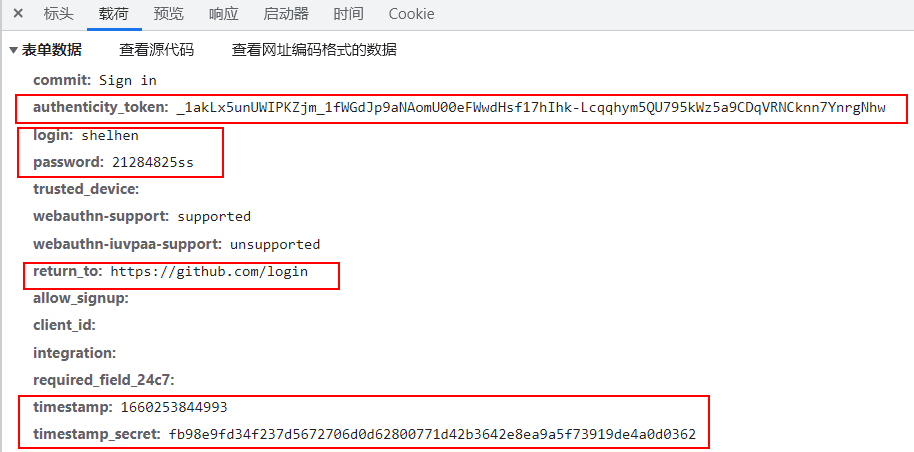 × 标头 载荷 预览 响应 启动器 时间 Cookie
▼表单数据 查看源代码 查看网址编码格式的数据
commit: Sign in
authenticity_token: _1akLx5unUWIPKZjm_1fWGdJp9aNAomU00eFWwdHsf17hIhk-Lcqqhym5QU795kWz5a9CDqVRNCknn7YnrgNhw
login: shelhen
password: 21284825ss
trusted_device:
webauthn-support: supported
webauthn-iuvpaa-support: unsupported
return_to: https://github.com/login
allow_signup:
client_id:
integration:
required_field_24c7:
timestamp: 1660253844993
timestamp_secret: fb98e9fd34f237d5672706d0d62800771d42b3642e8ea9a5f73919de4a0d0362